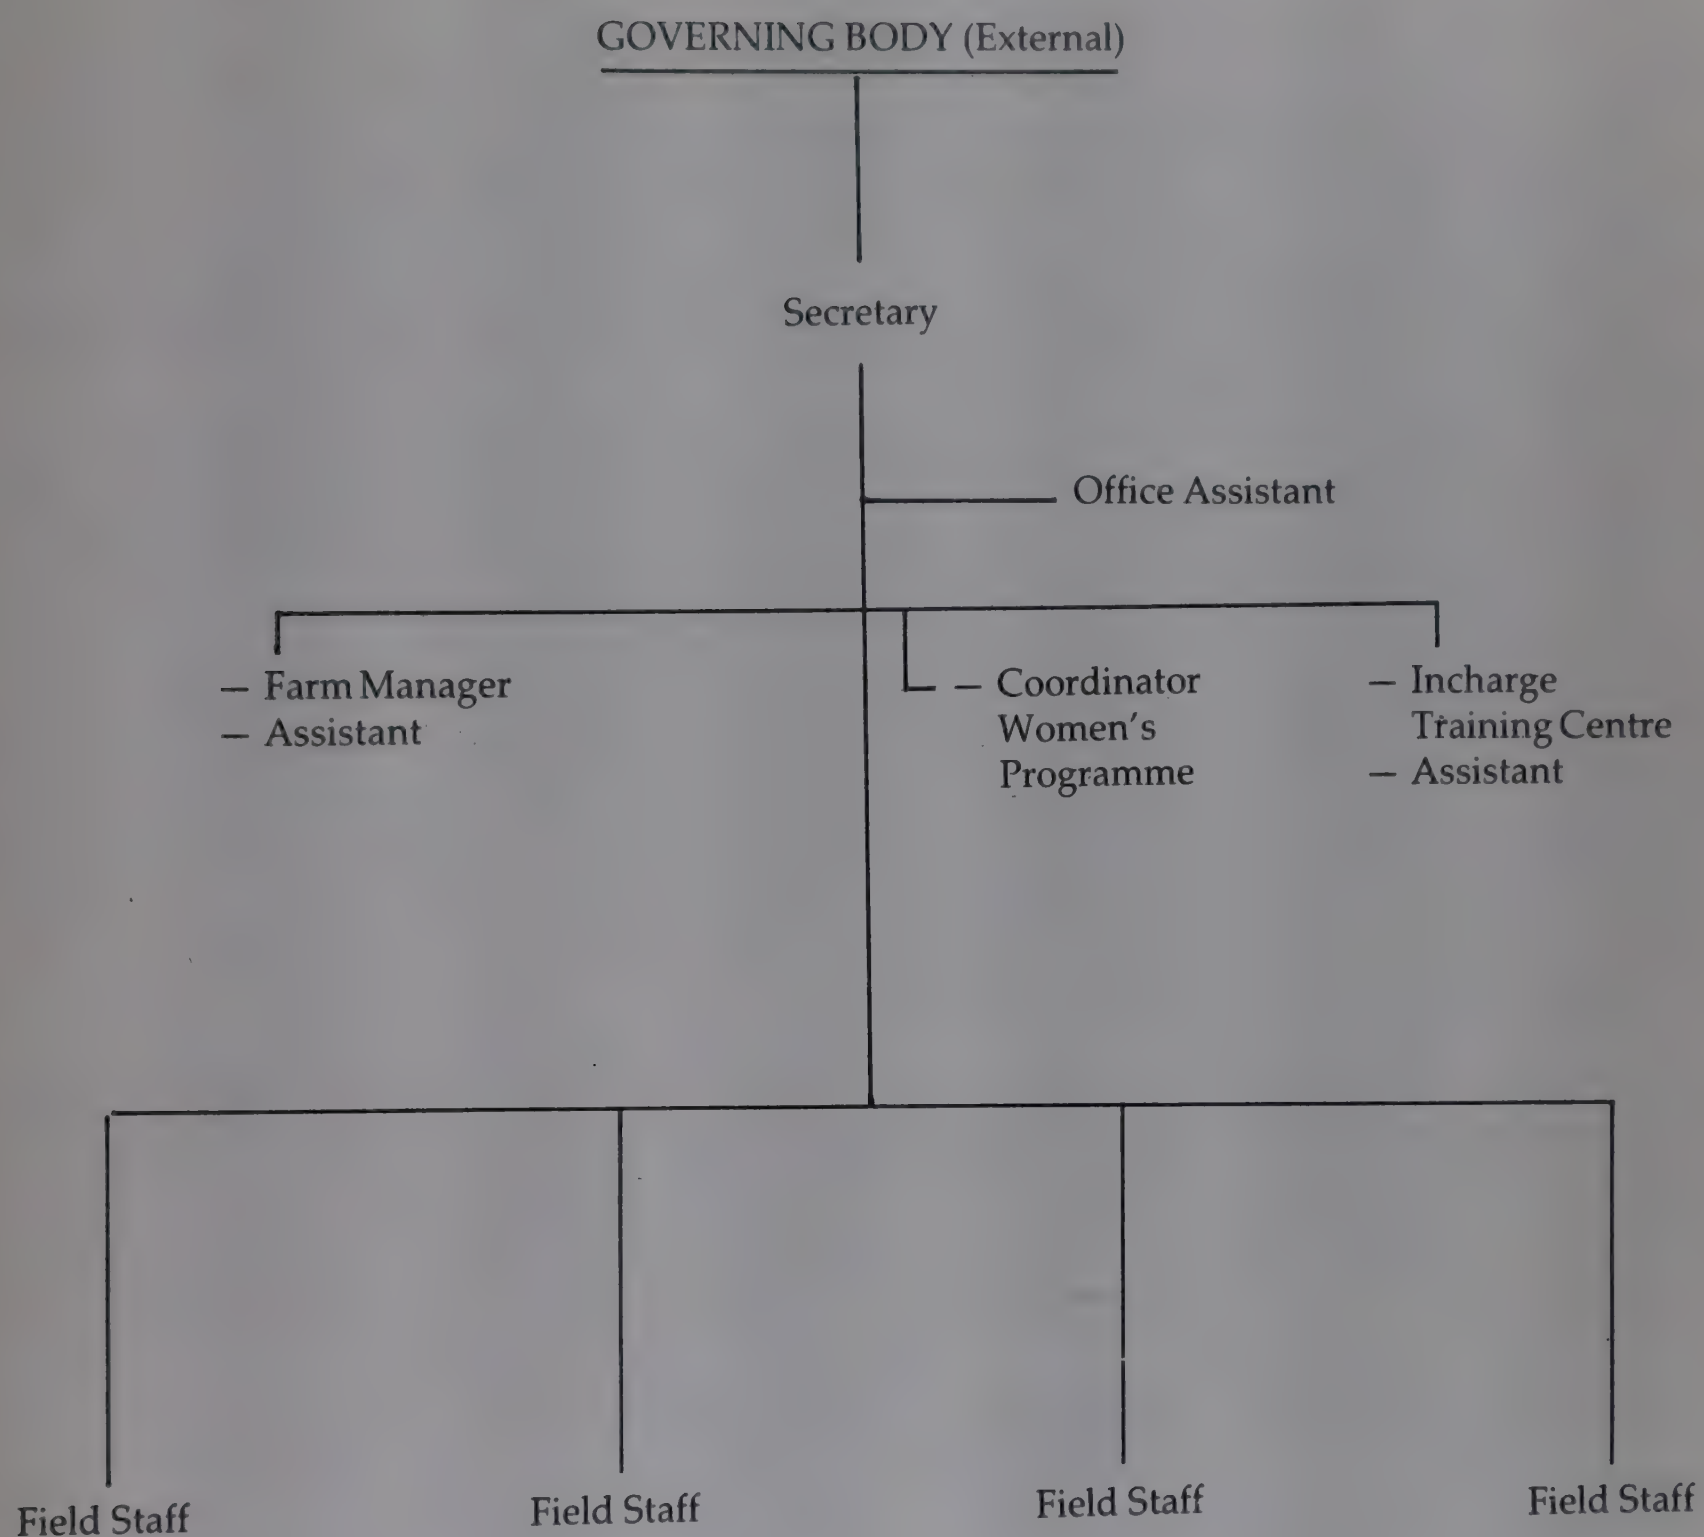 GOVERNING BODY (External)
Secretary
Office Assistant
— Farm Manager
— Assistant
— Coordinator
Women's
Programme
— Incharge
Training Centre
— Assistant
Field Staff
Field Staff
Field Staff
Field Staff